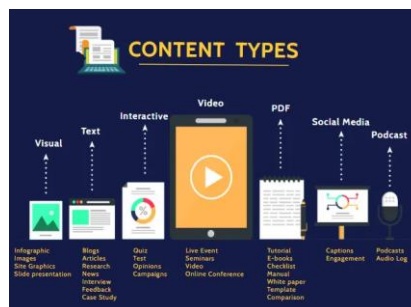 CONTENT TYPES
Visual
Text
Interactive
Video
PDF
Social Media
Podcast
Infographic
Images
Site Graphics
Slide presentation
Blogs
Articles
Research
News
Interview
Feedback
Case Study
Quiz
Test
Opinions
Campaigns
Live Event
Seminars
Video
Online Conference
Tutorial
E-books
Checklist
Manual
White paper
Template
Comparison
Captions
Engagement
Podcasts
Audio Log